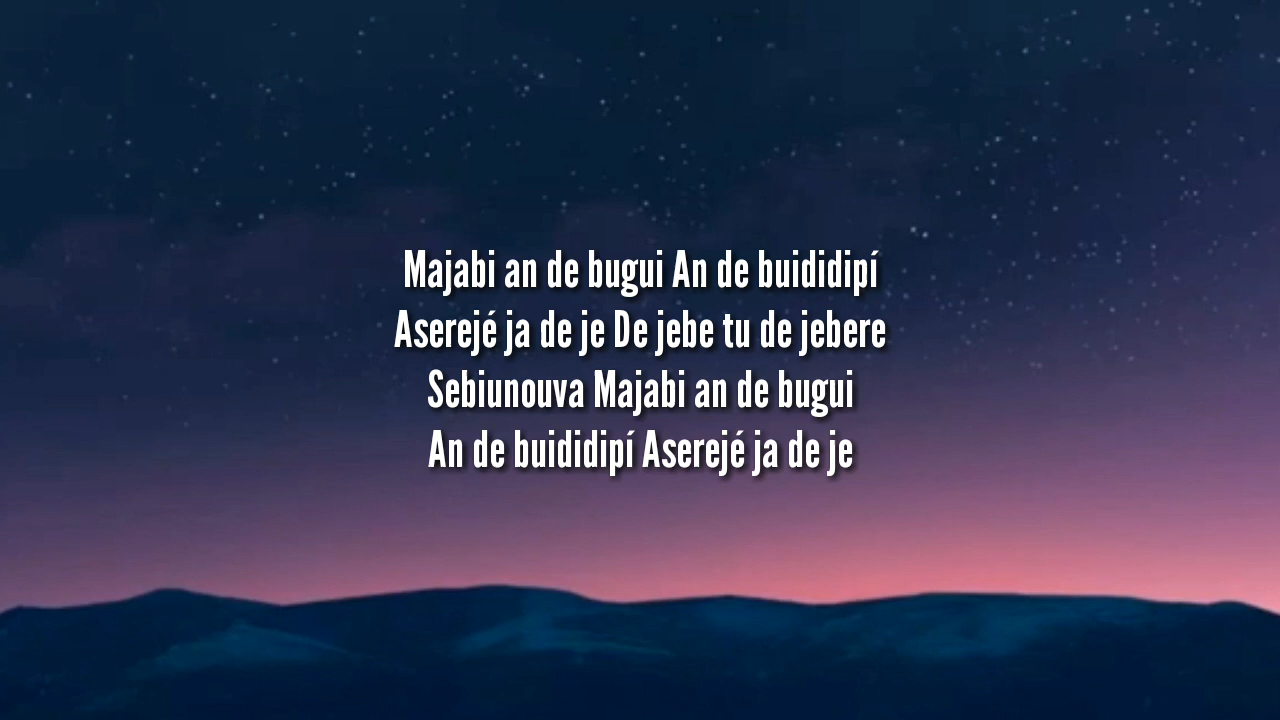 Majabi an de bugui An de buididipí
Aserejé ja de je De jebe tu de jebere
Sebiunouva Majabi an de bugui
An de buididipí Aserejé ja de je